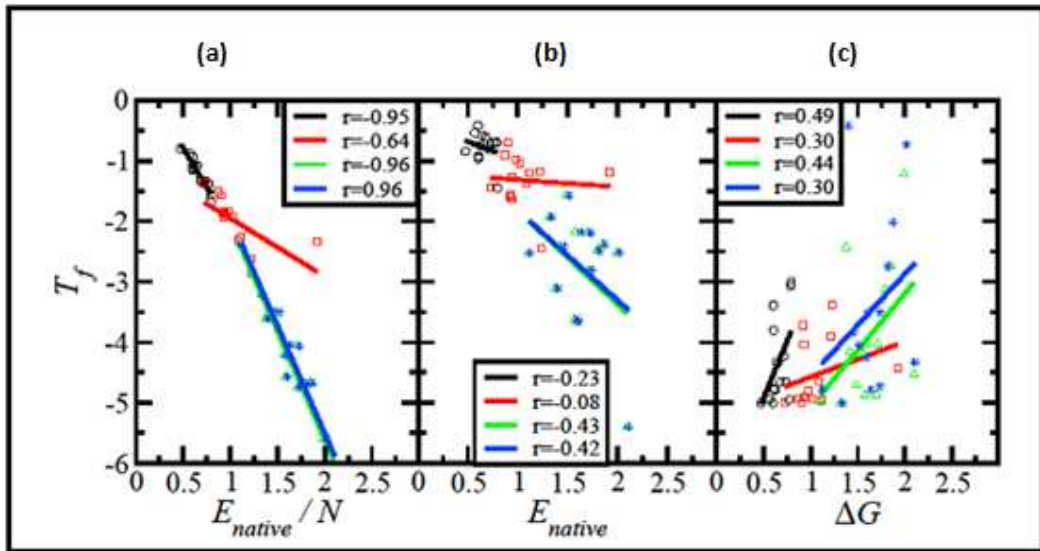 (a) (b) (c)
r=-0.95
r=-0.64
r=-0.96
r=0.96
r=-0.23
r=-0.08
r=-0.43
r=-0.42
r=0.49
r=0.30
r=0.44
r=0.30
0
-1
-2
-3
-4
-5
-6
T_f
0 0.5 1 1.5 2 2.5
E_native / N
0 0.5 1 1.5 2 2.5
E_native
0 0.5 1 1.5 2 2.5
ΔG